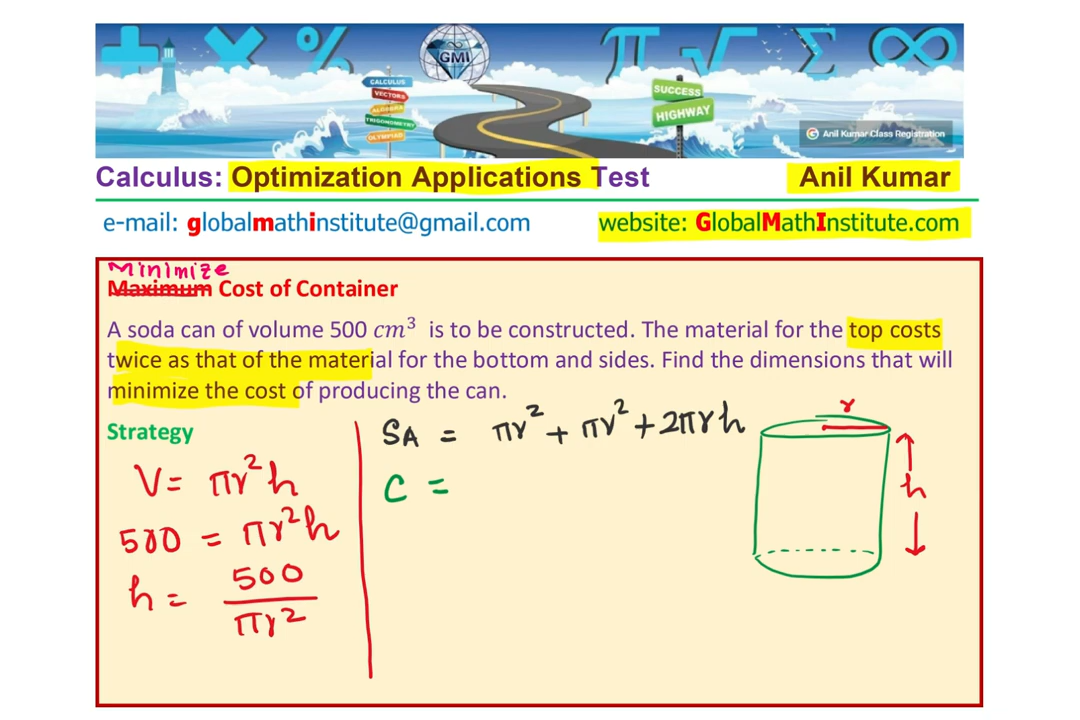 GMI
CALCULUS
VECTORS
ALGEBRA
TRIGONOMETRY
OLYMPIAD
SUCCESS
HIGHWAY
+ × % π √ Σ ∞
Anil Kumar Class Registration
Calculus: Optimization Applications Test Anil Kumar
e-mail: globalmathinstitute@gmail.com website: GlobalMathInstitute.com
Minimize
Maximum Cost of Container
A soda can of volume 500 cm³ is to be constructed. The material for the top costs
twice as that of the material for the bottom and sides. Find the dimensions that will
minimize the cost of producing the can.
Strategy
V = πr²h
500 = πr²h
h = 500/πr²
SA = πr² + πr² + 2πrh
C =
r
h